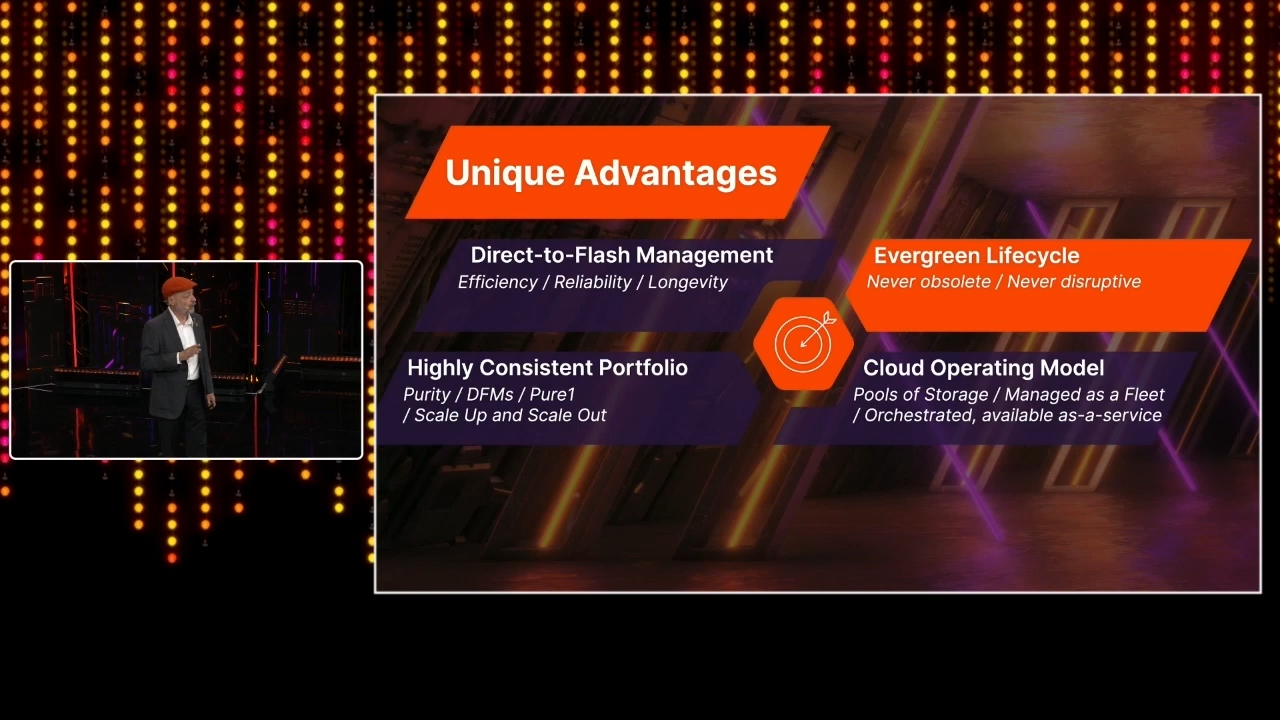 Unique Advantages
Direct-to-Flash Management
Efficiency / Reliability / Longevity
Evergreen Lifecycle
Never obsolete / Never disruptive
Highly Consistent Portfolio
Purity / DFMs / Pure1
/ Scale Up and Scale Out
Cloud Operating Model
Pools of Storage / Managed as a Fleet
/ Orchestrated, available as-a-service